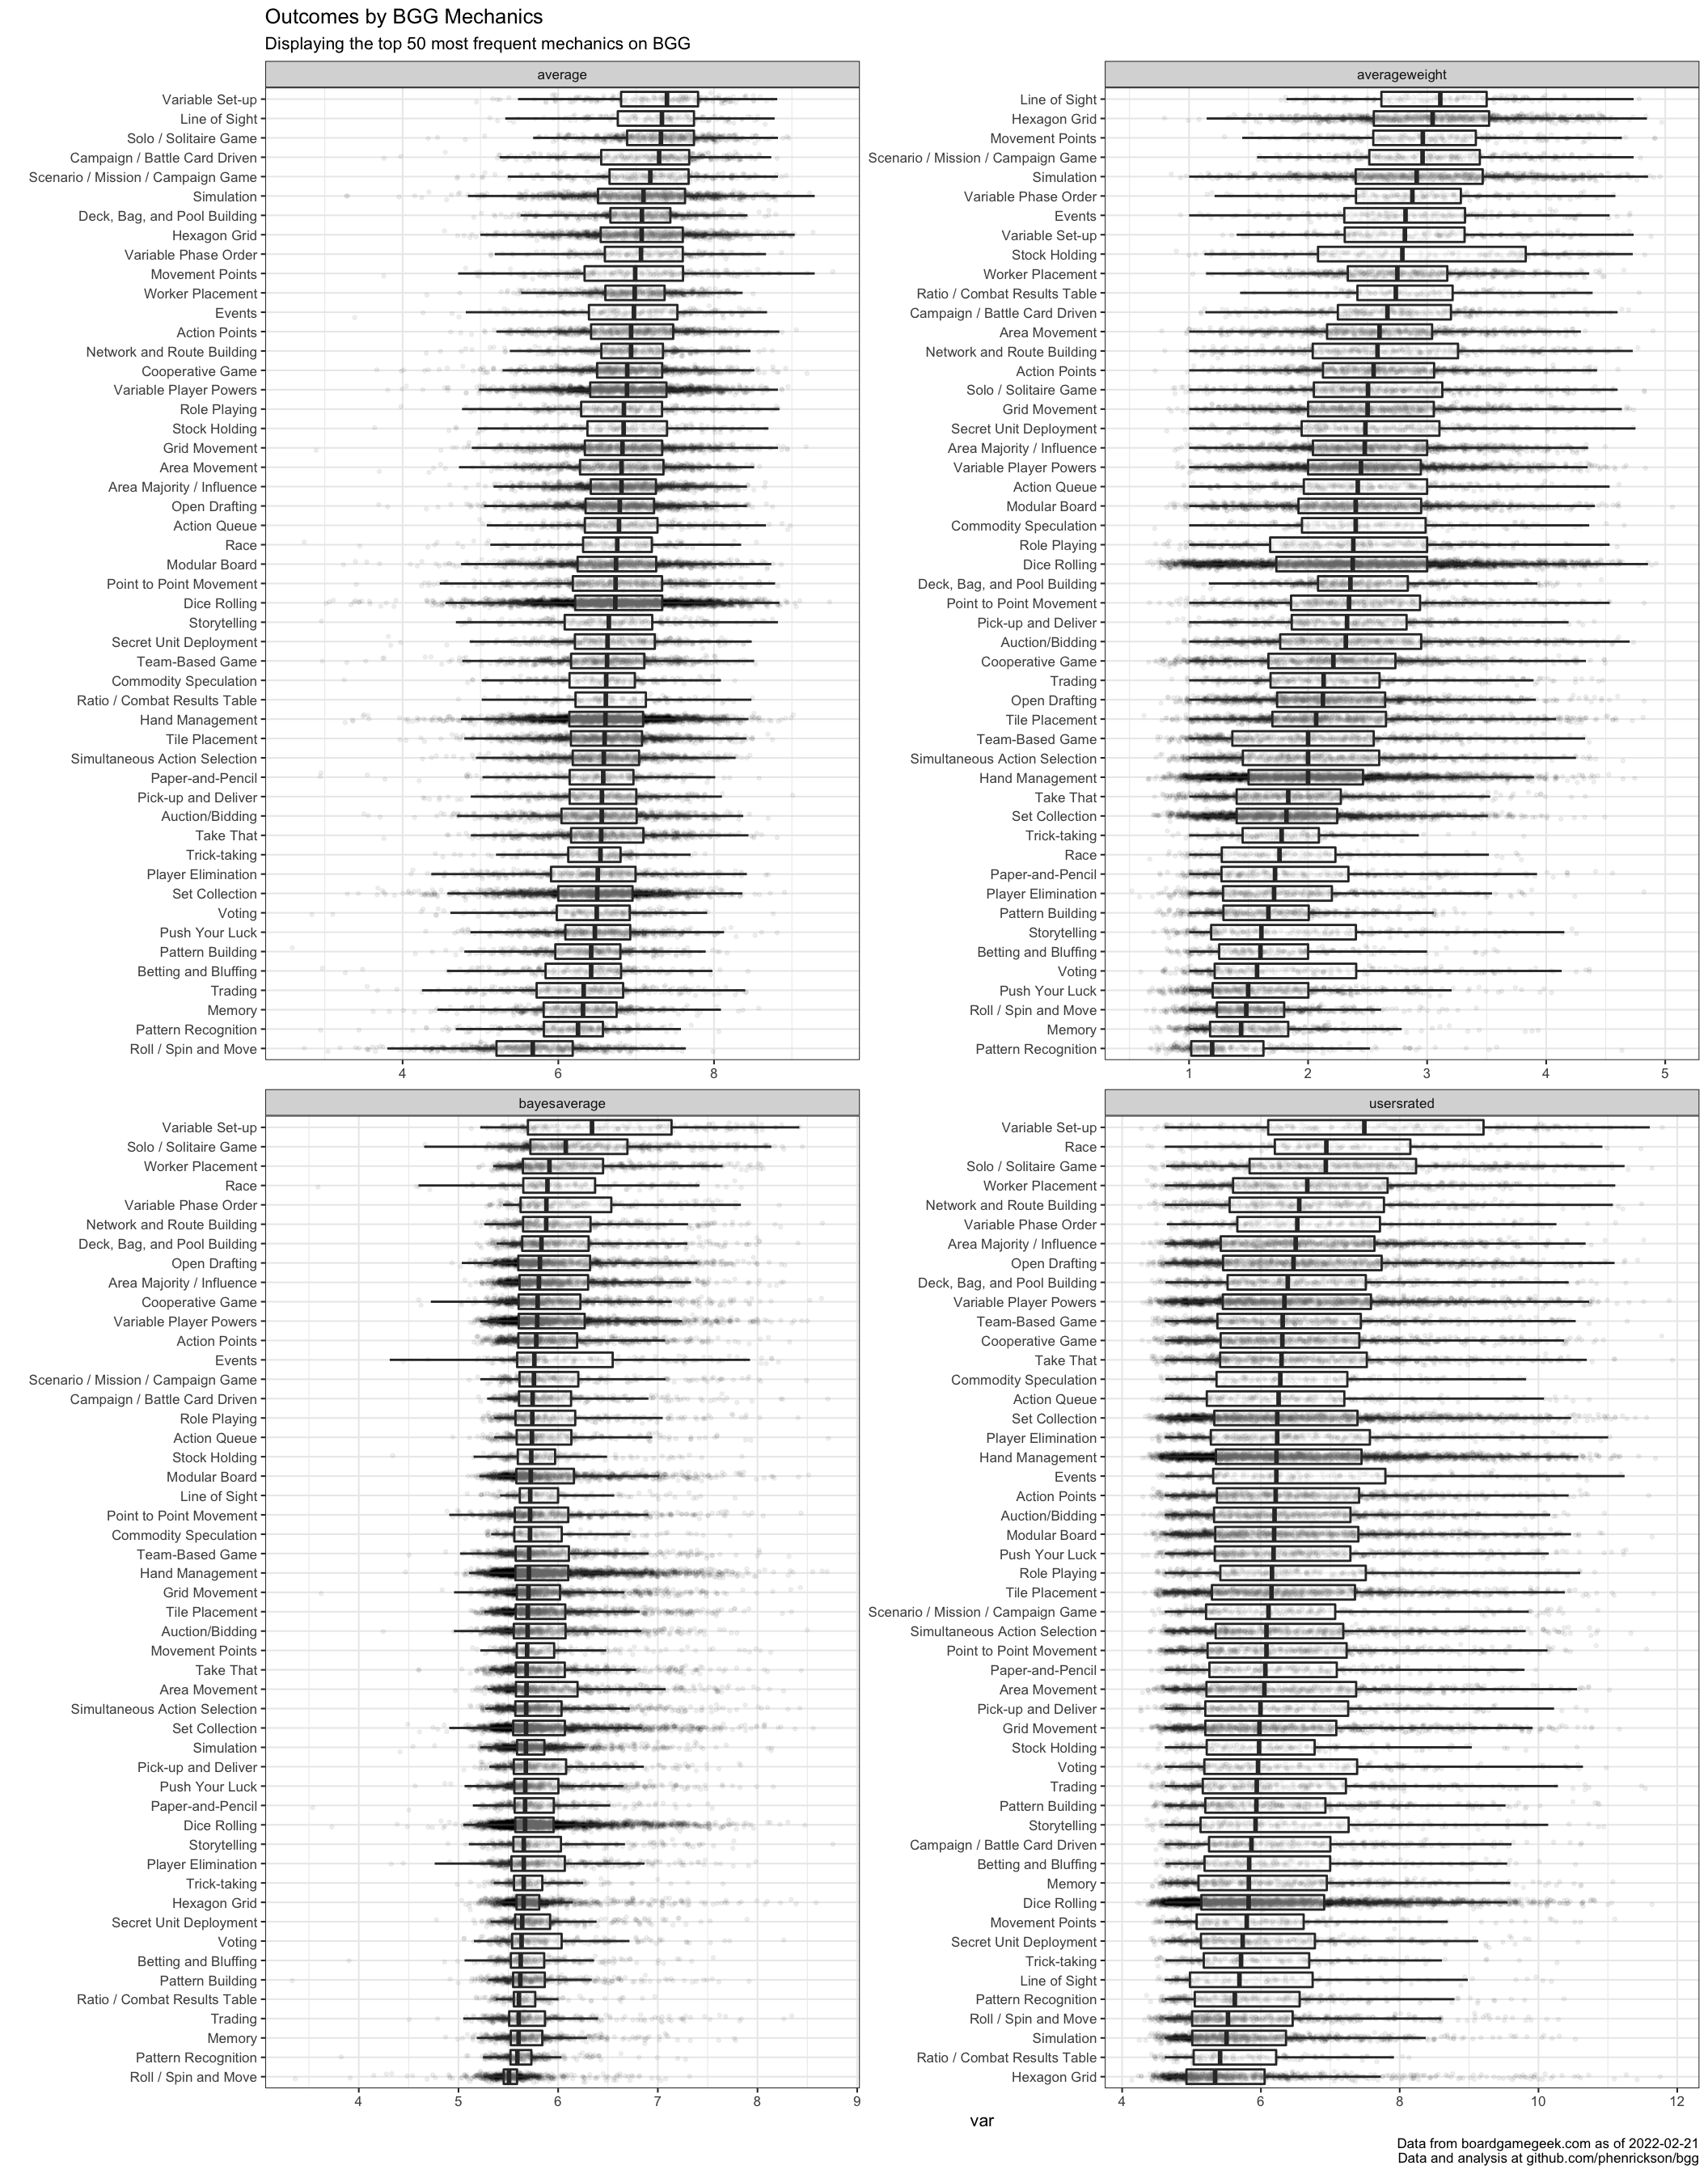 Outcomes by BGG Mechanics
Displaying the top 50 most frequent mechanics on BGG
average
Variable Set-up
Line of Sight
Solo / Solitaire Game
Campaign / Battle Card Driven
Scenario / Mission / Campaign Game
Simulation
Deck, Bag, and Pool Building
Hexagon Grid
Variable Phase Order
Movement Points
Worker Placement
Events
Action Points
Network and Route Building
Cooperative Game
Variable Player Powers
Role Playing
Stock Holding
Grid Movement
Area Movement
Area Majority / Influence
Open Drafting
Action Queue
Race
Modular Board
Point to Point Movement
Dice Rolling
Storytelling
Secret Unit Deployment
Team-Based Game
Commodity Speculation
Ratio / Combat Results Table
Hand Management
Tile Placement
Simultaneous Action Selection
Paper-and-Pencil
Pick-up and Deliver
Auction/Bidding
Take That
Trick-taking
Player Elimination
Set Collection
Voting
Push Your Luck
Pattern Building
Betting and Bluffing
Trading
Memory
Pattern Recognition
Roll / Spin and Move
4 6 8
averageweight
Line of Sight
Hexagon Grid
Movement Points
Scenario / Mission / Campaign Game
Simulation
Variable Phase Order
Events
Variable Set-up
Stock Holding
Worker Placement
Ratio / Combat Results Table
Campaign / Battle Card Driven
Area Movement
Network and Route Building
Action Points
Solo / Solitaire Game
Grid Movement
Secret Unit Deployment
Area Majority / Influence
Variable Player Powers
Action Queue
Modular Board
Commodity Speculation
Role Playing
Dice Rolling
Deck, Bag, and Pool Building
Point to Point Movement
Pick-up and Deliver
Auction/Bidding
Cooperative Game
Trading
Open Drafting
Tile Placement
Team-Based Game
Simultaneous Action Selection
Hand Management
Take That
Set Collection
Trick-taking
Race
Paper-and-Pencil
Player Elimination
Pattern Building
Storytelling
Betting and Bluffing
Voting
Push Your Luck
Roll / Spin and Move
Memory
Pattern Recognition
1 2 3 4 5
bayesaverage
Variable Set-up
Solo / Solitaire Game
Worker Placement
Race
Variable Phase Order
Network and Route Building
Deck, Bag, and Pool Building
Open Drafting
Area Majority / Influence
Cooperative Game
Variable Player Powers
Action Points
Events
Scenario / Mission / Campaign Game
Campaign / Battle Card Driven
Role Playing
Action Queue
Stock Holding
Modular Board
Line of Sight
Point to Point Movement
Commodity Speculation
Team-Based Game
Hand Management
Grid Movement
Tile Placement
Auction/Bidding
Movement Points
Take That
Area Movement
Simultaneous Action Selection
Set Collection
Simulation
Pick-up and Deliver
Push Your Luck
Paper-and-Pencil
Dice Rolling
Storytelling
Player Elimination
Trick-taking
Hexagon Grid
Secret Unit Deployment
Voting
Betting and Bluffing
Pattern Building
Ratio / Combat Results Table
Trading
Memory
Pattern Recognition
Roll / Spin and Move
4 5 6 7 8 9
usersrated
Variable Set-up
Race
Solo / Solitaire Game
Worker Placement
Network and Route Building
Variable Phase Order
Area Majority / Influence
Open Drafting
Deck, Bag, and Pool Building
Variable Player Powers
Team-Based Game
Cooperative Game
Take That
Commodity Speculation
Action Queue
Set Collection
Player Elimination
Hand Management
Events
Action Points
Auction/Bidding
Modular Board
Push Your Luck
Role Playing
Tile Placement
Scenario / Mission / Campaign Game
Simultaneous Action Selection
Point to Point Movement
Paper-and-Pencil
Area Movement
Pick-up and Deliver
Grid Movement
Stock Holding
Voting
Trading
Pattern Building
Storytelling
Campaign / Battle Card Driven
Betting and Bluffing
Memory
Dice Rolling
Movement Points
Secret Unit Deployment
Trick-taking
Line of Sight
Pattern Recognition
Roll / Spin and Move
Simulation
Ratio / Combat Results Table
Hexagon Grid
4 6 8 10 12
var
Data from boardgamegeek.com as of 2022-02-21
Data and analysis at github.com/phenrickson/bgg